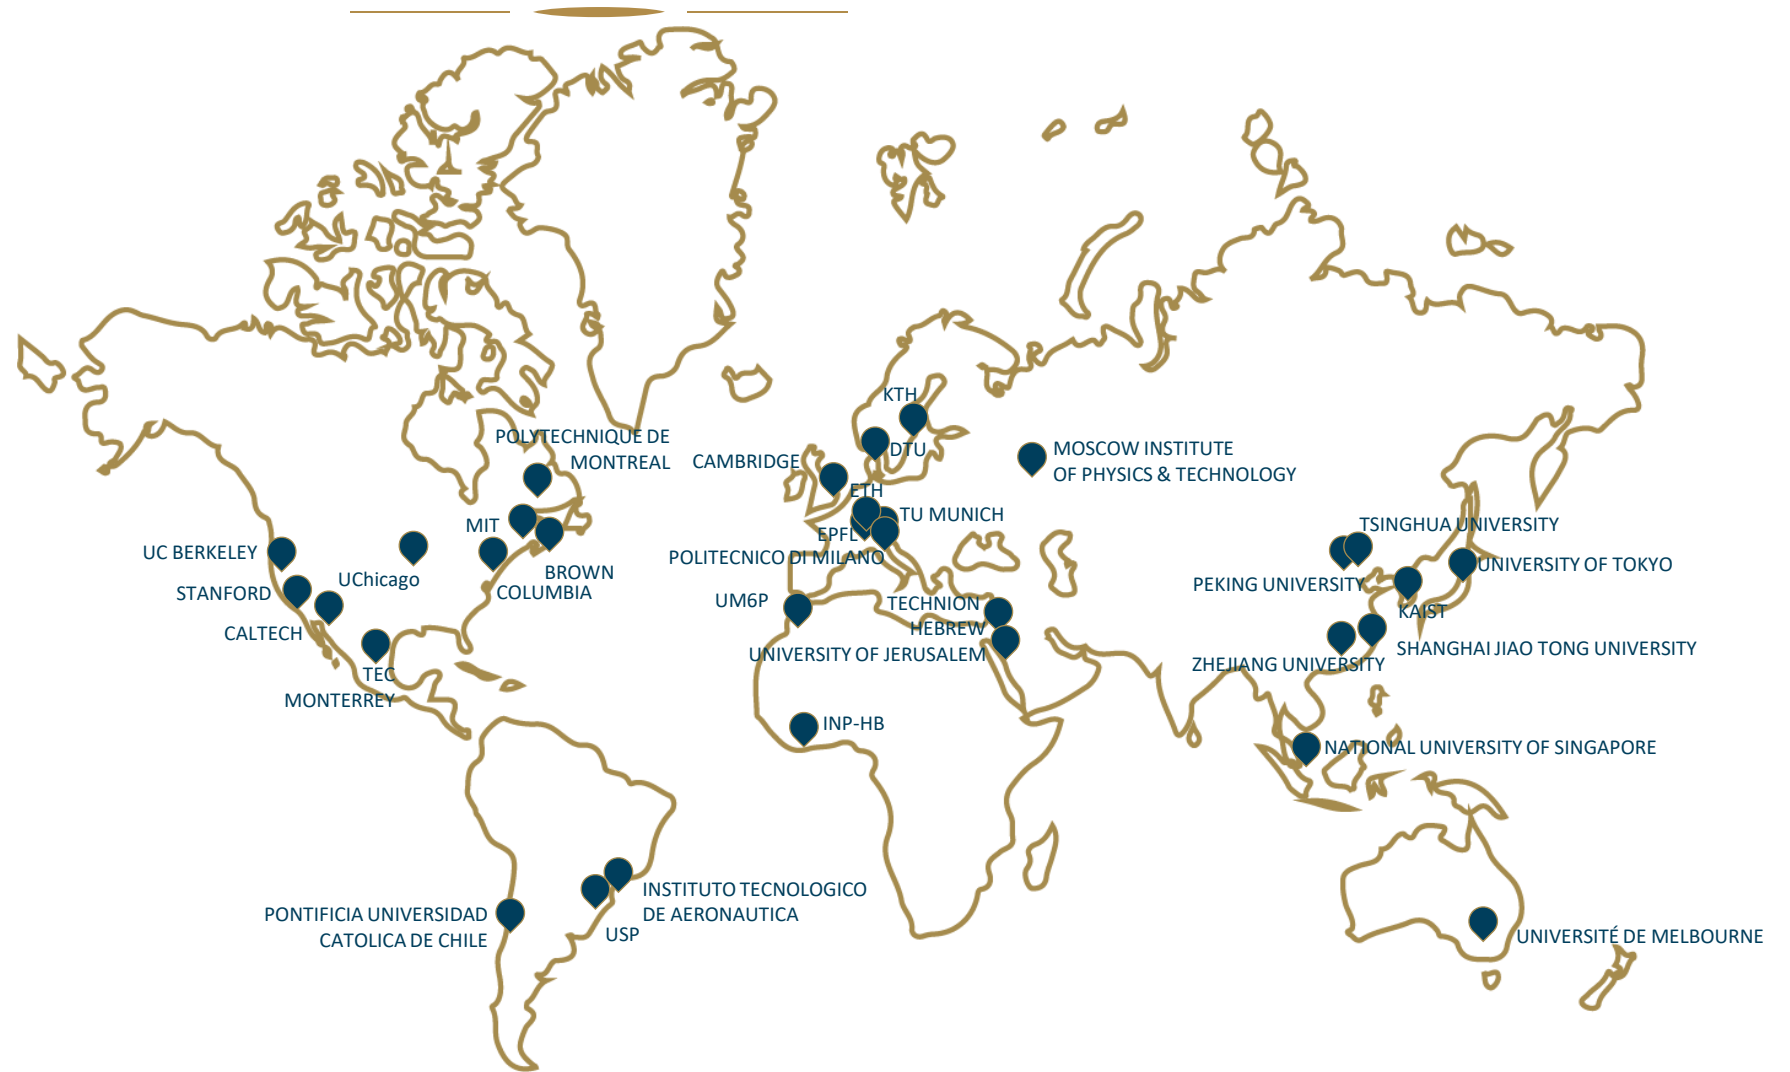 KTH
POLYTECHNIQUE DE
MONTREAL
DTU
CAMBRIDGE
MOSCOW INSTITUTE
OF PHYSICS & TECHNOLOGY
ETH
MIT
TU MUNICH
EPFL
POLITECNICO DI MILANO
TSINGHUA UNIVERSITY
UC BERKELEY
UChicago
BROWN
COLUMBIA
STANFORD
CALTECH
UM6P
TECHNION
HEBREW
UNIVERSITY OF JERUSALEM
PEKING UNIVERSITY
UNIVERSITY OF TOKYO
KAIST
SHANGHAI JIAO TONG UNIVERSITY
ZHEJIANG UNIVERSITY
TEC
MONTERREY
INP-HB
NATIONAL UNIVERSITY OF SINGAPORE
INSTITUTO TECNOLOGICO
DE AERONAUTICA
PONTIFICIA UNIVERSIDAD
CATOLICA DE CHILE
USP
UNIVERSITÉ DE MELBOURNE